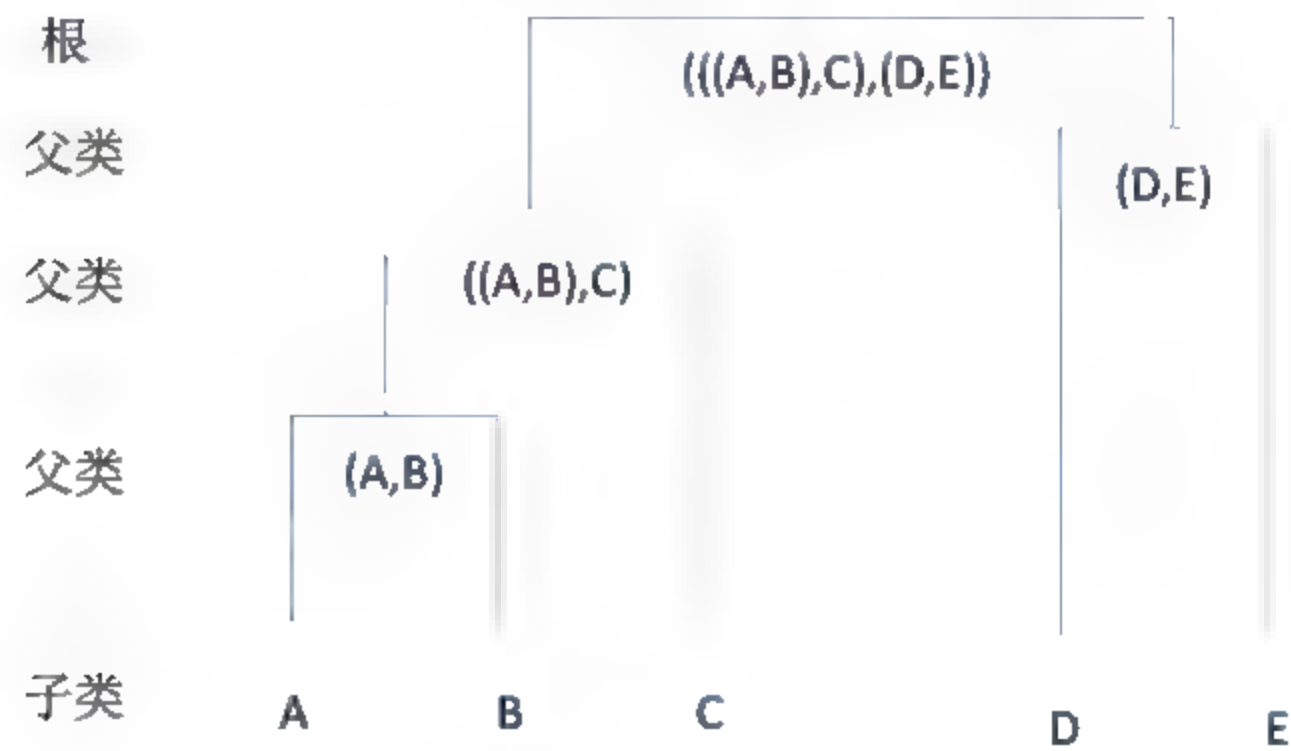 根
(((A,B),C),(D,E))
父类
(D,E)
父类
((A,B),C)
父类
(A,B)
子类
A
B
C
D
E